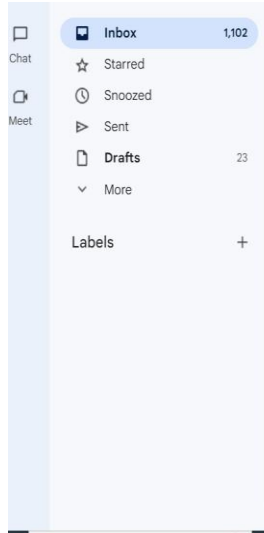 Chat
Meet
Inbox 1,102
Starred
Snoozed
Sent
Drafts 23
More
Labels